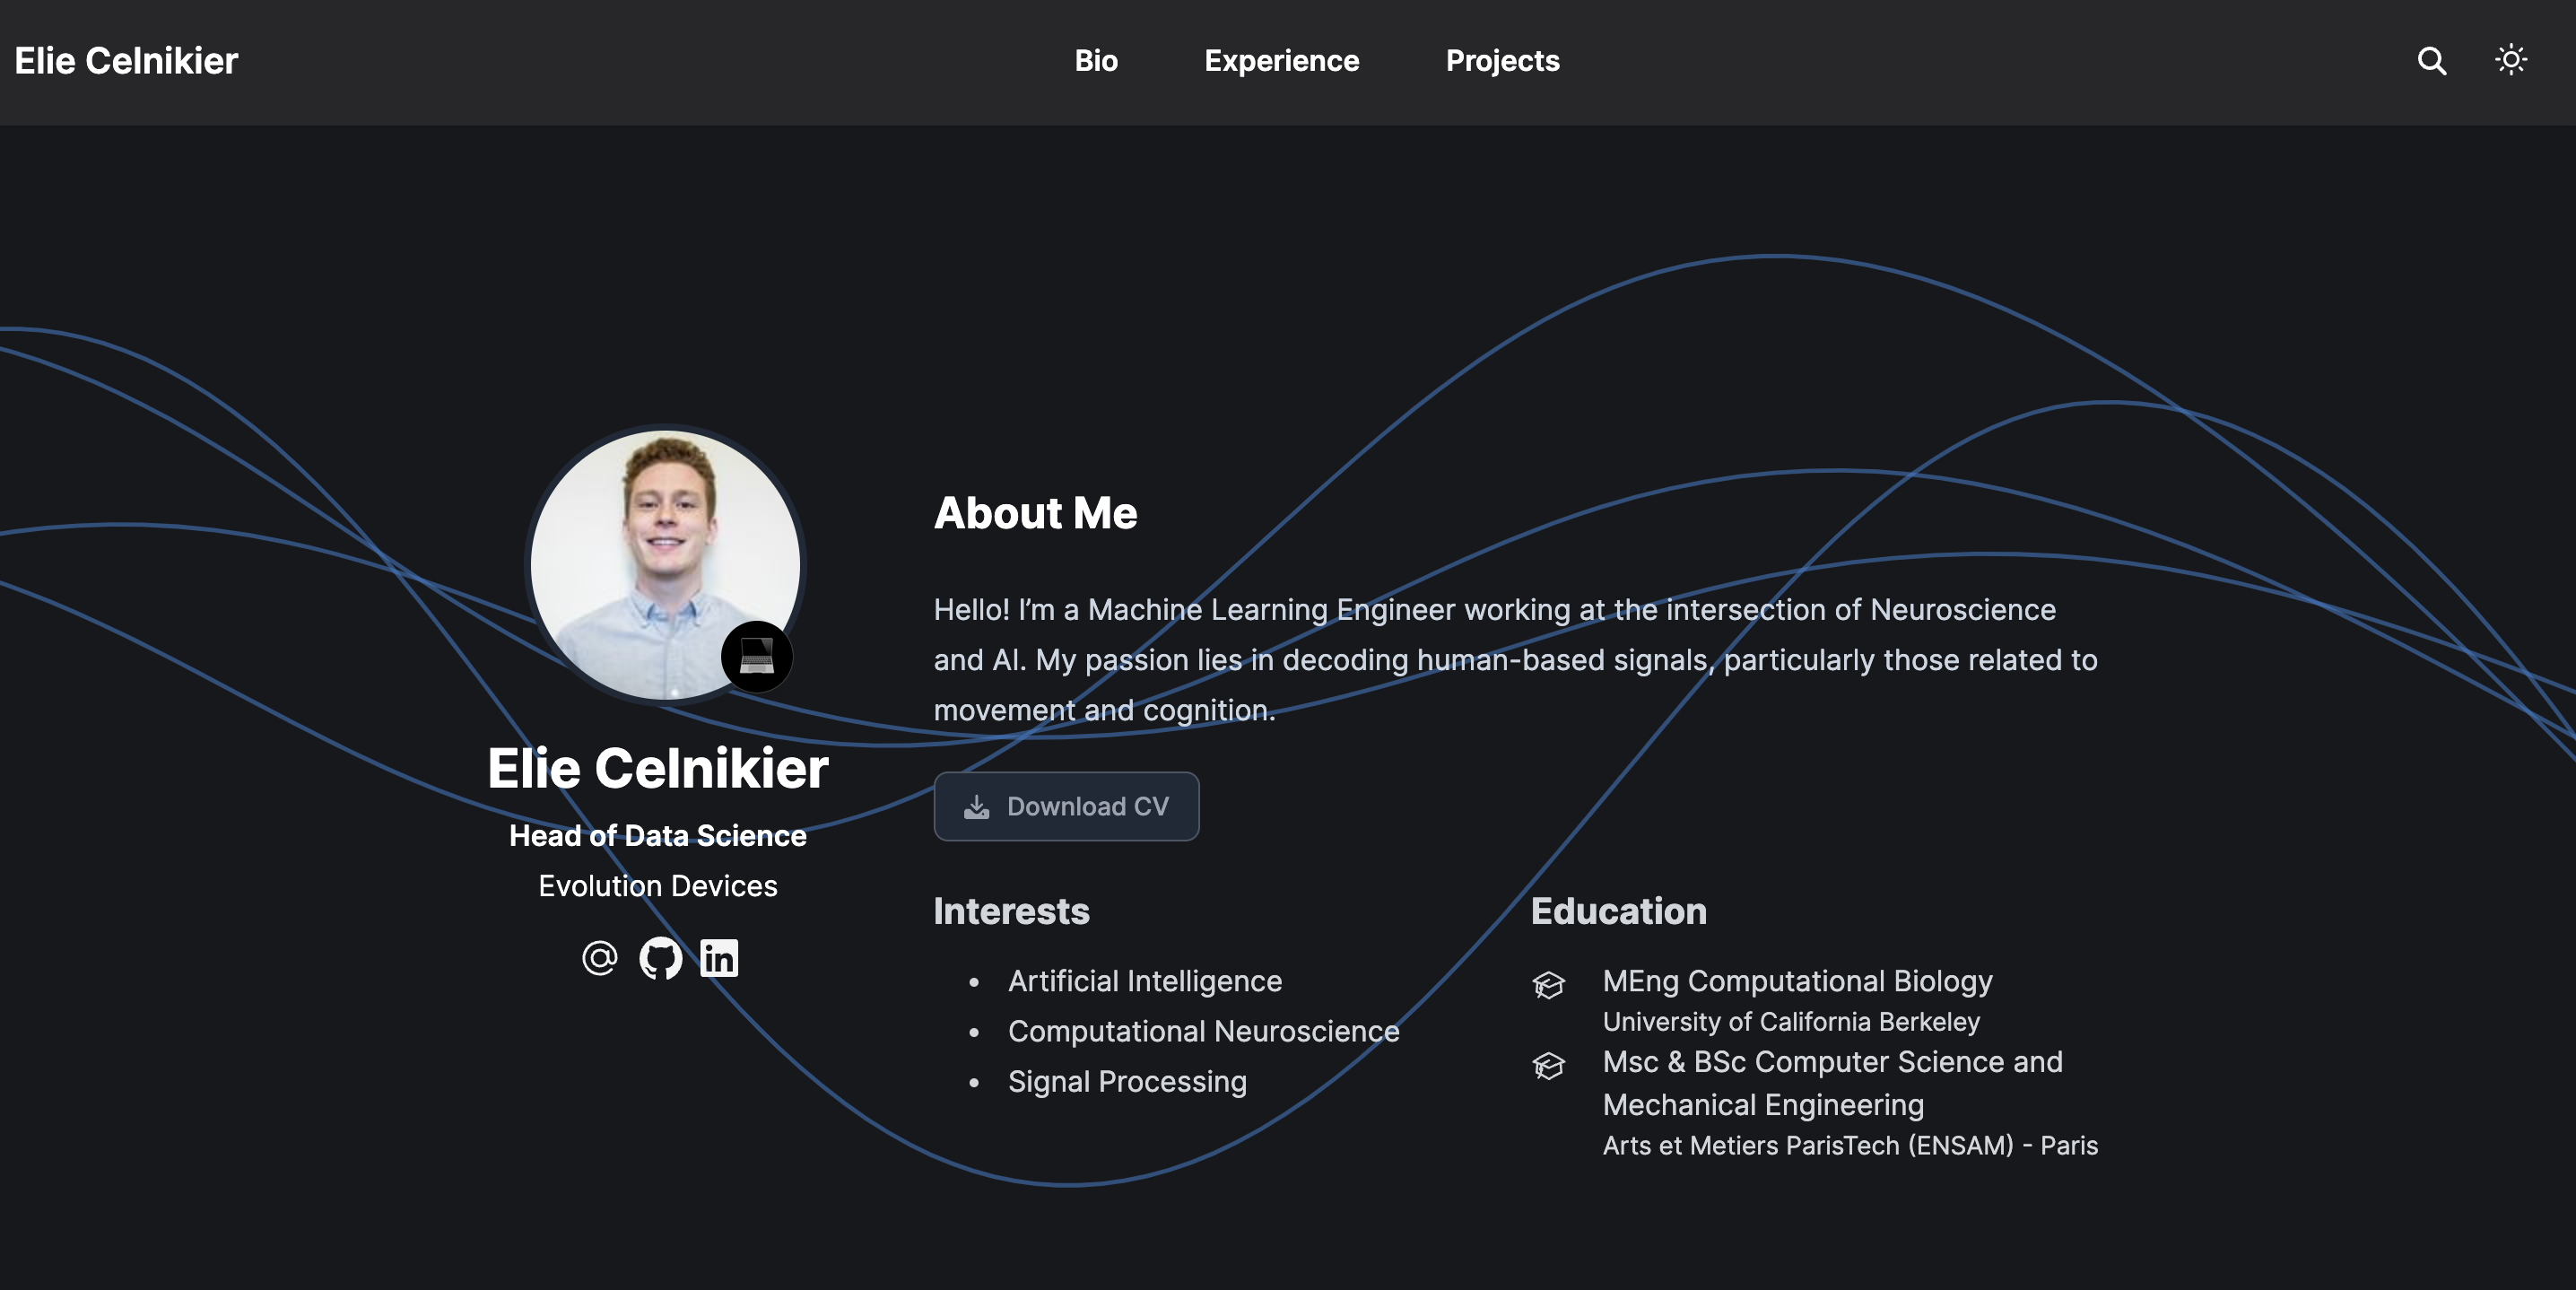 Elie Celnikier
Bio
Experience
Projects
Elie Celnikier
Head of Data Science
Evolution Devices
About Me
Hello! I’m a Machine Learning Engineer working at the intersection of Neuroscience
and AI. My passion lies in decoding human-based signals, particularly those related to
movement and cognition.
Download CV
Interests
Artificial Intelligence
Computational Neuroscience
Signal Processing
Education
MEng Computational Biology
University of California Berkeley
Msc & BSc Computer Science and
Mechanical Engineering
Arts et Metiers ParisTech (ENSAM) - Paris